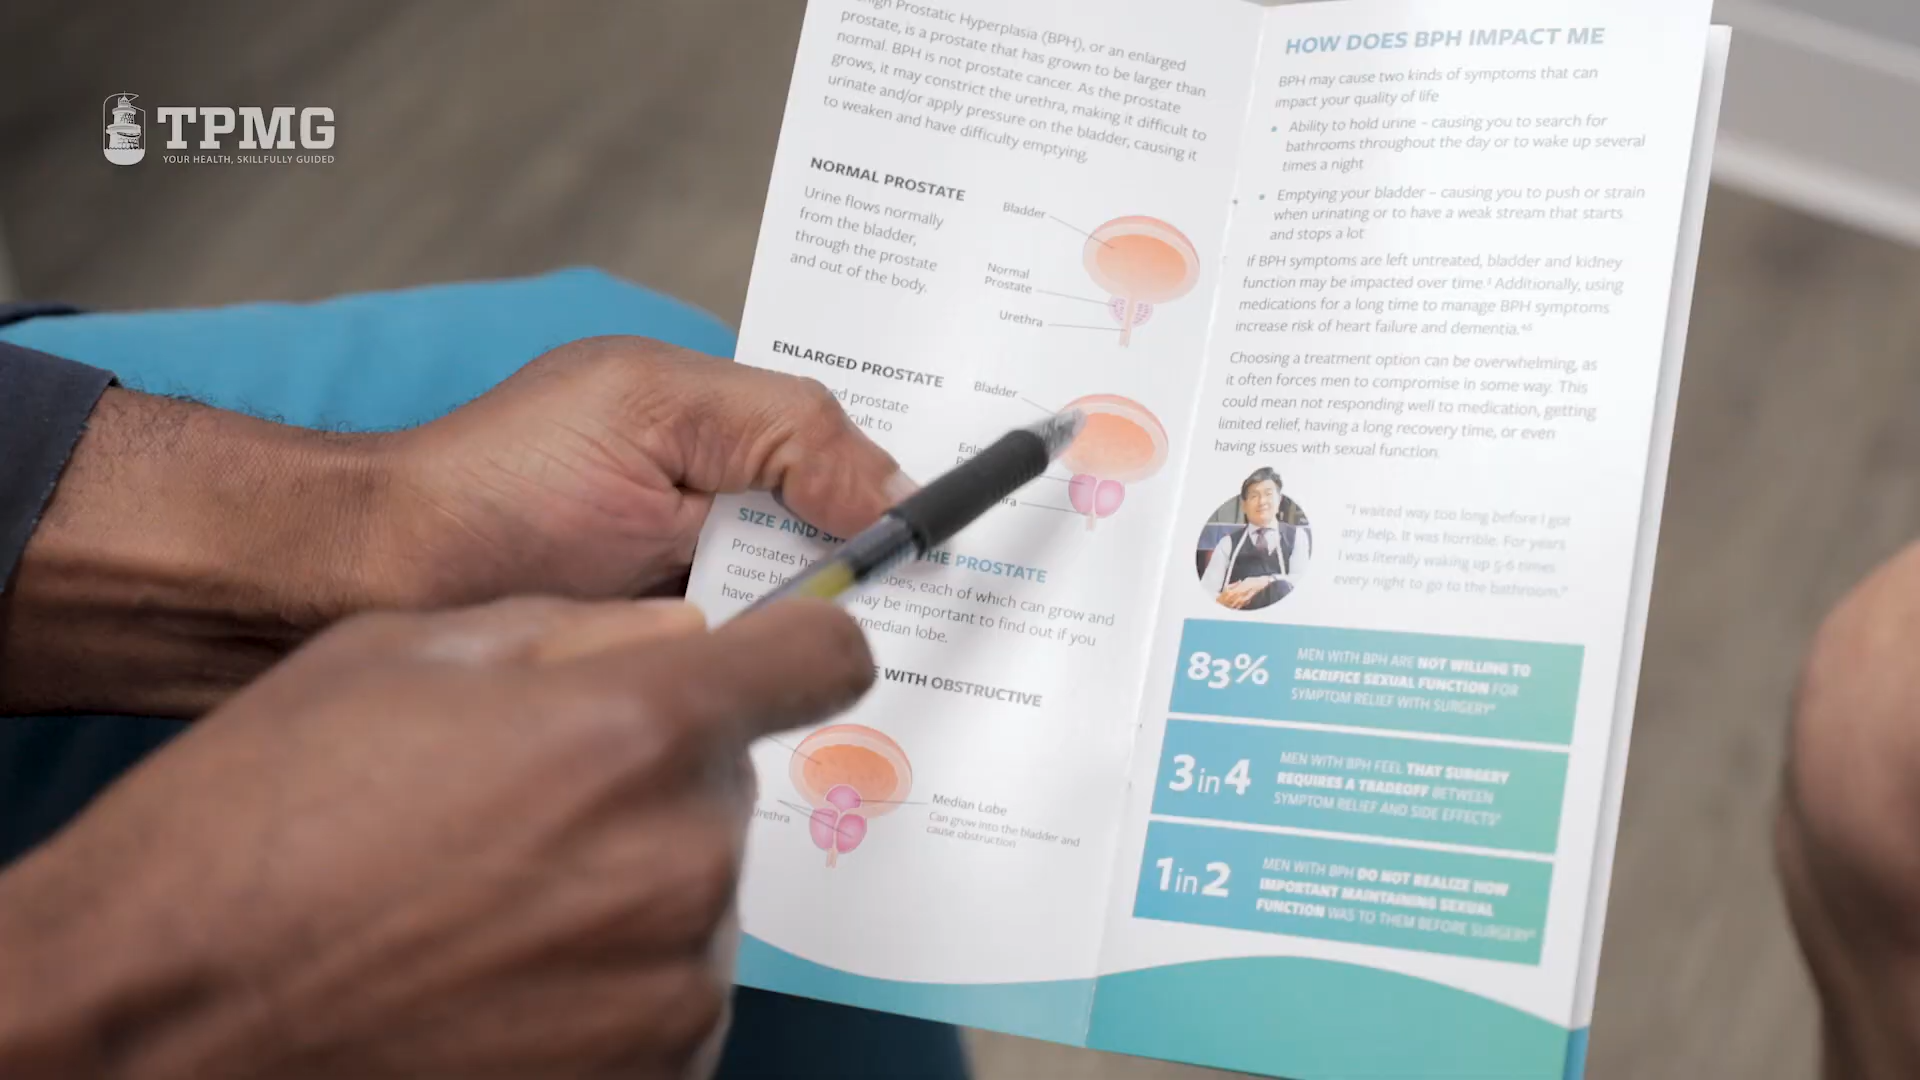 TPMG
YOUR HEALTH, SKILLFULLY GUIDED
Prostatic Hyperplasia (BPH), or an enlarged
prostate, is a prostate that has grown to be larger than
normal. BPH is not prostate cancer. As the prostate
grows, it may constrict the urethra, making it difficult to
urinate and/or apply pressure on the bladder, causing it
to weaken and have difficulty emptying.
NORMAL PROSTATE
Urine flows normally
from the bladder,
through the prostate
and out of the body.
Bladder
Normal
Prostate
Urethra
ENLARGED PROSTATE
prostate
to
Bladder
SIZE AND THE PROSTATE
Prostates each of which can grow and
cause may be important to find out if you
have median lobe.
WITH OBSTRUCTIVE
Urethra
Median Lobe
Can grow into the bladder and
cause obstruction
HOW DOES BPH IMPACT ME
BPH may cause two kinds of symptoms that can
impact your quality of life
• Ability to hold urine – causing you to search for
bathrooms throughout the day or to wake up several
times a night
• Emptying your bladder – causing you to push or strain
when urinating or to have a weak stream that starts
and stops a lot
If BPH symptoms are left untreated, bladder and kidney
function may be impacted over time. Additionally, using
medications for a long time to manage BPH symptoms
increase risk of heart failure and dementia.
Choosing a treatment option can be overwhelming, as
it often forces men to compromise in some way. This
could mean not responding well to medication, getting
limited relief, having a long recovery time, or even
having issues with sexual function.
"I waited way too long before I got
any help. It was horrible. For years
I was literally waking up 5-6 times
every night to go to the bathroom."
83%
MEN WITH BPH ARE NOT WILLING TO
SACRIFICE SEXUAL FUNCTION FOR
SYMPTOM RELIEF WITH SURGERY
3 in 4
MEN WITH BPH FEEL THAT SURGERY
REQUIRES A TRADEOFF BETWEEN
SYMPTOM RELIEF AND SIDE EFFECTS
1 in 2
MEN WITH BPH DO NOT REALIZE HOW
IMPORTANT MAINTAINING SEXUAL
FUNCTION WAS TO THEM BEFORE SURGERY